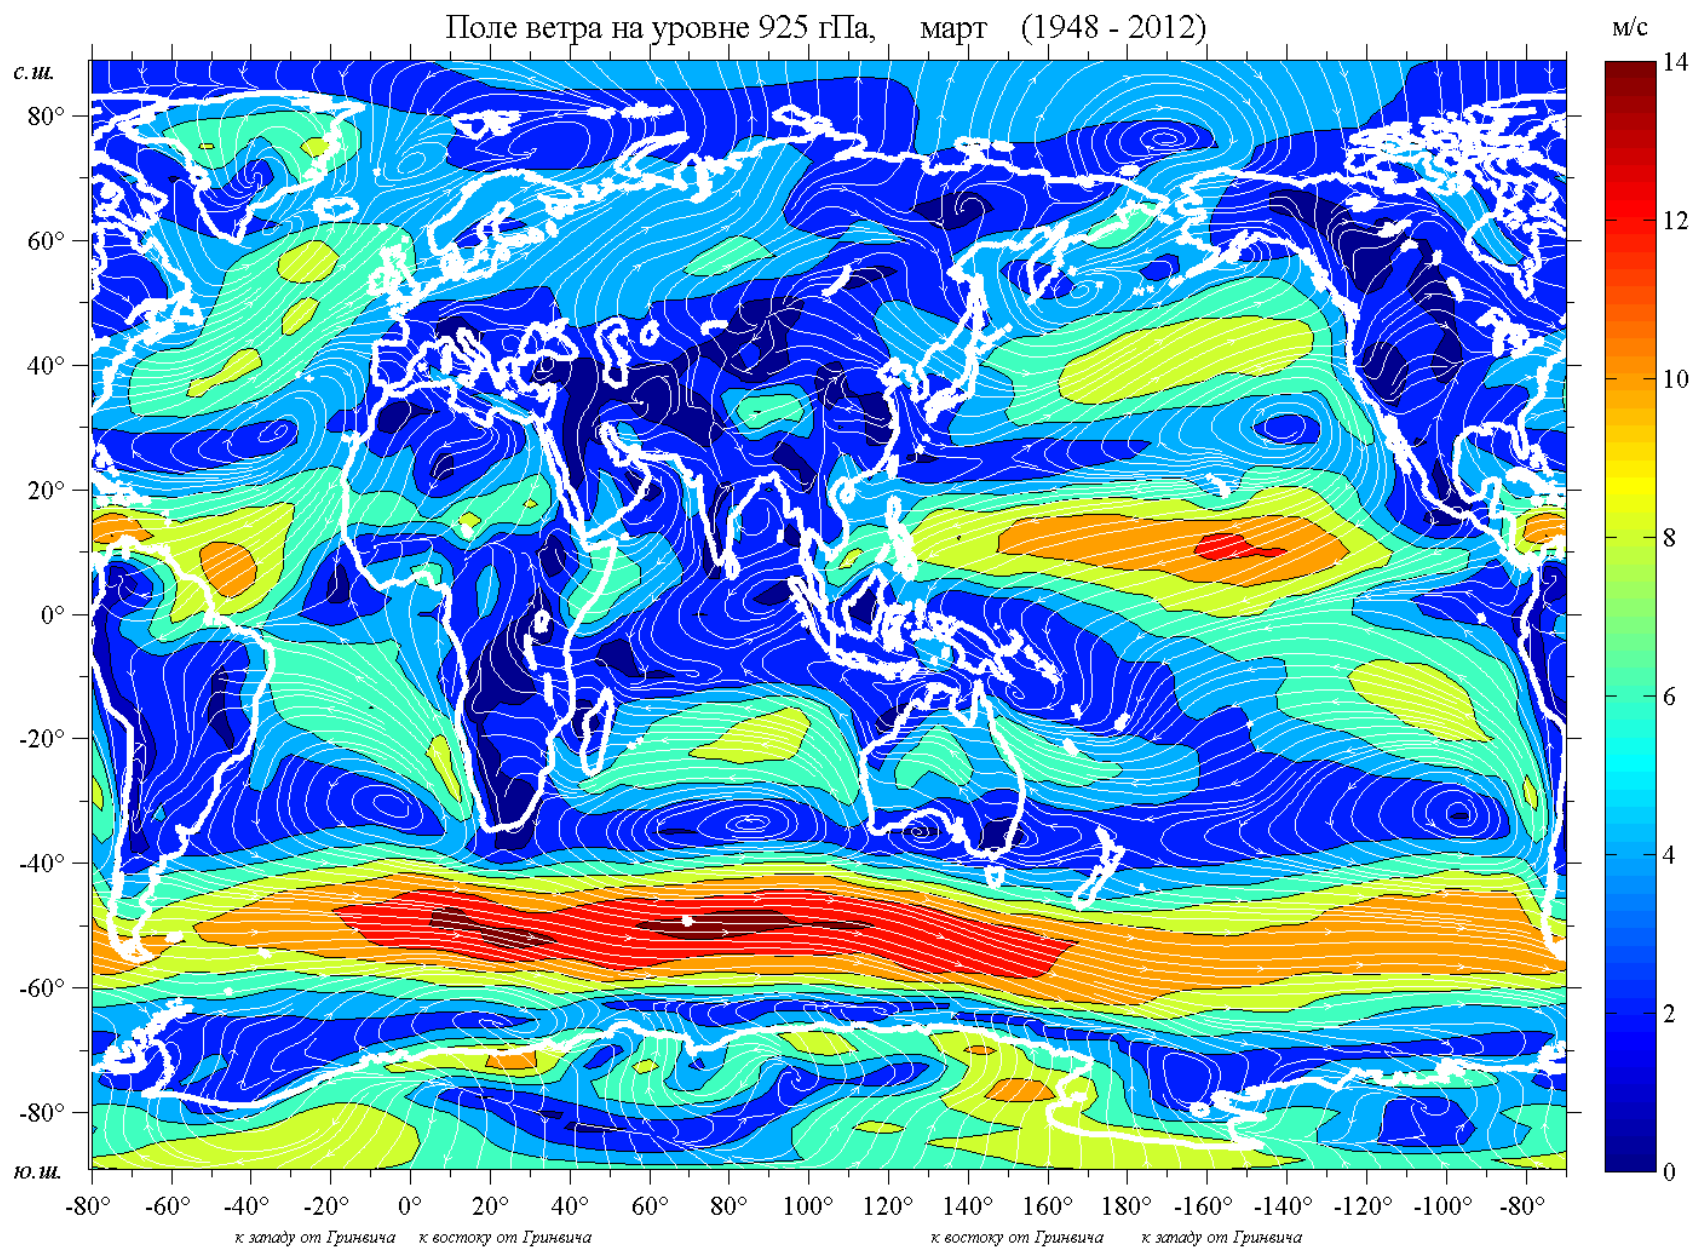 Поле ветра на уровне 925 гПа, март (1948 - 2012)
м/с
с.ш.
80°
60°
40°
20°
0°
-20°
-40°
-60°
-80°
ю.ш.
14
12
10
8
6
4
2
0
-80° -60° -40° -20° 0° 20° 40° 60° 80° 100° 120° 140° 160° 180° -160° -140° -120° -100° -80°
к западу от Гринвича к востоку от Гринвича к востоку от Гринвича к западу от Гринвича